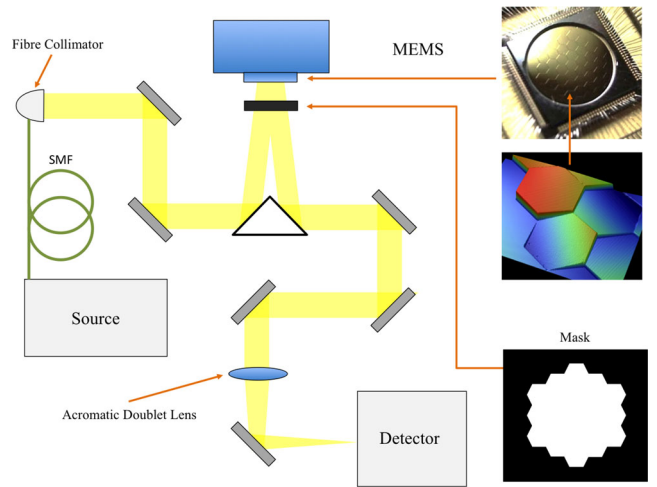 Fibre Collimator
MEMS
SMF
Source
Mask
Acromatic Doublet Lens
Detector